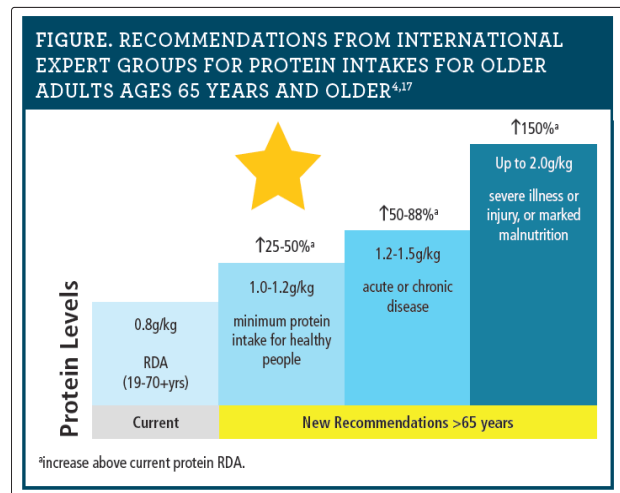 FIGURE. RECOMMENDATIONS FROM INTERNATIONAL
EXPERT GROUPS FOR PROTEIN INTAKES FOR OLDER
ADULTS AGES 65 YEARS AND OLDER4,17
↑150%a
Up to 2.0g/kg
severe illness or
injury, or marked
malnutrition
↑50-88%a
1.2-1.5g/kg
acute or chronic
disease
↑25-50%a
1.0-1.2g/kg
minimum protein
intake for healthy
people
0.8g/kg
RDA
(19-70+yrs)
Protein Levels
Current
New Recommendations >65 years
aincrease above current protein RDA.